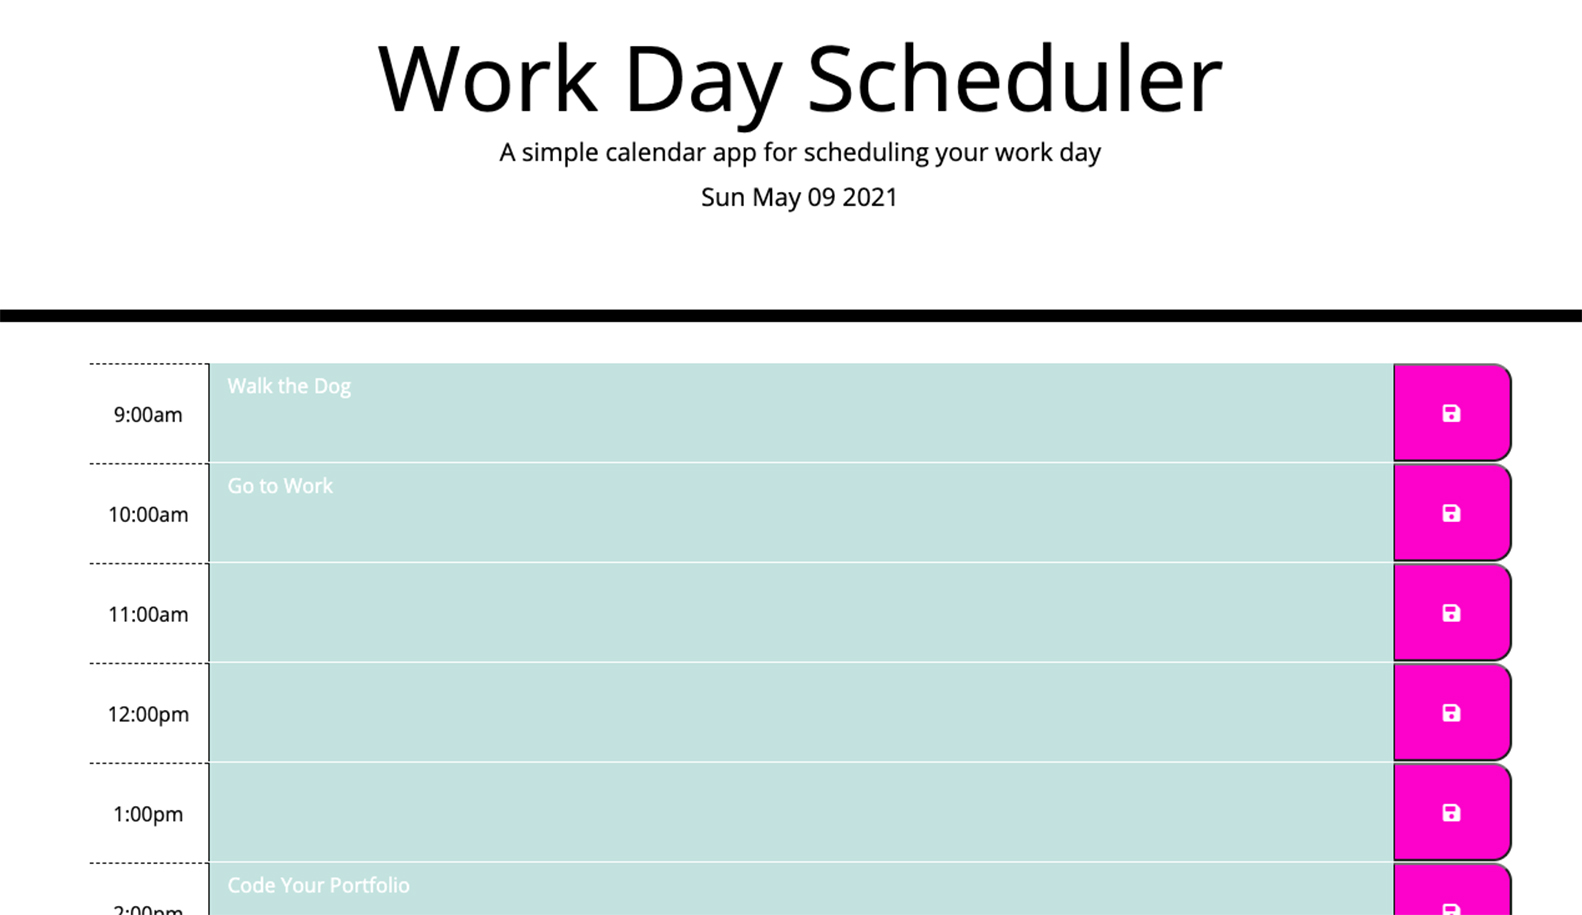 Work Day Scheduler
A simple calendar app for scheduling your work day
Sun May 09 2021
9:00am Walk the Dog
10:00am Go to Work
11:00am
12:00pm
1:00pm
2:00pm Code Your Portfolio